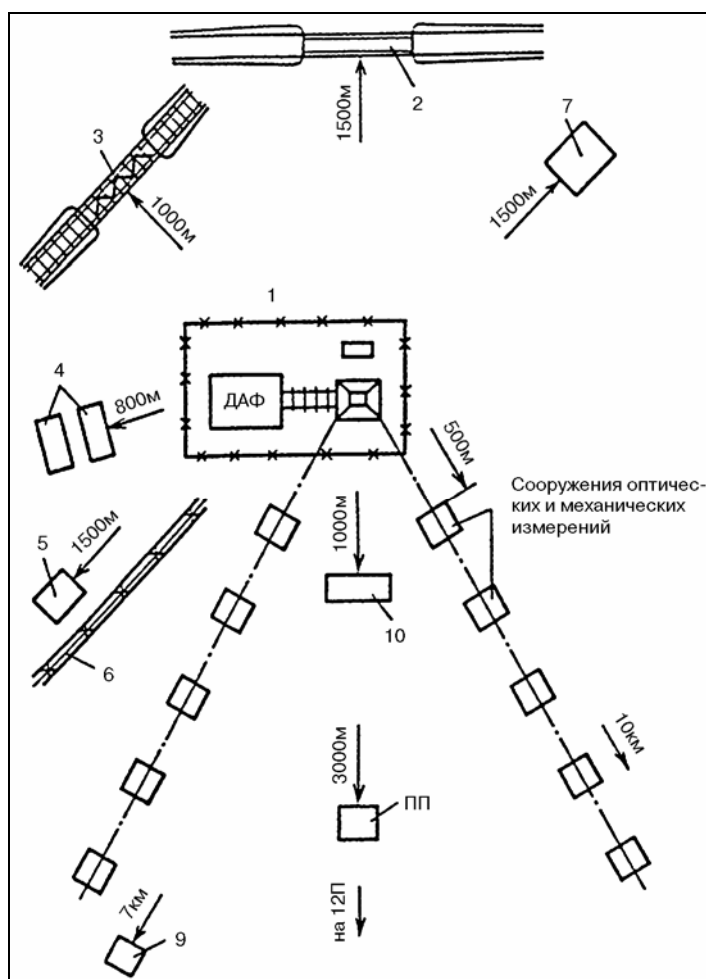 2
1500м
7
3
1500м
1000м
1
4
800м
ДАФ
500м
Сооружения оптичес-
ких и механических
измерений
1500м
1000м
5
10
6
10км
3000м
ПП
7км
на 12П
9